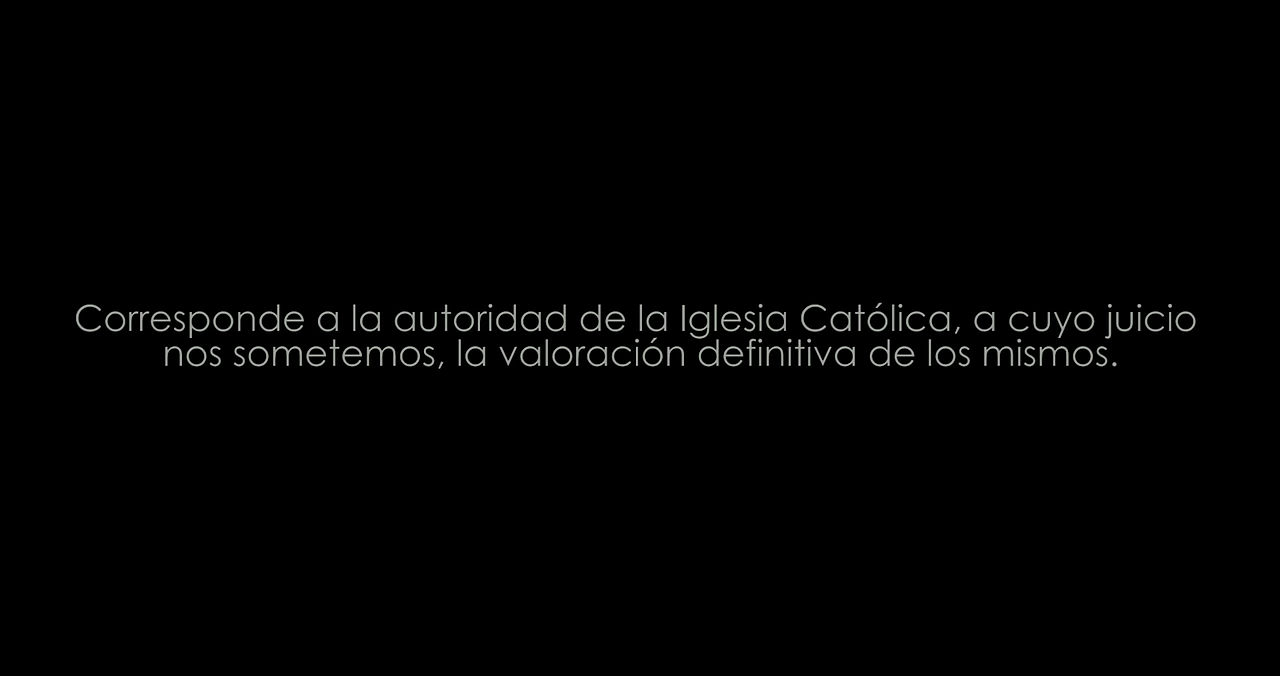 Corresponde a la autoridad de la Iglesia Católica, a cuyo juicio
nos sometemos, la valoración definitiva de los mismos.